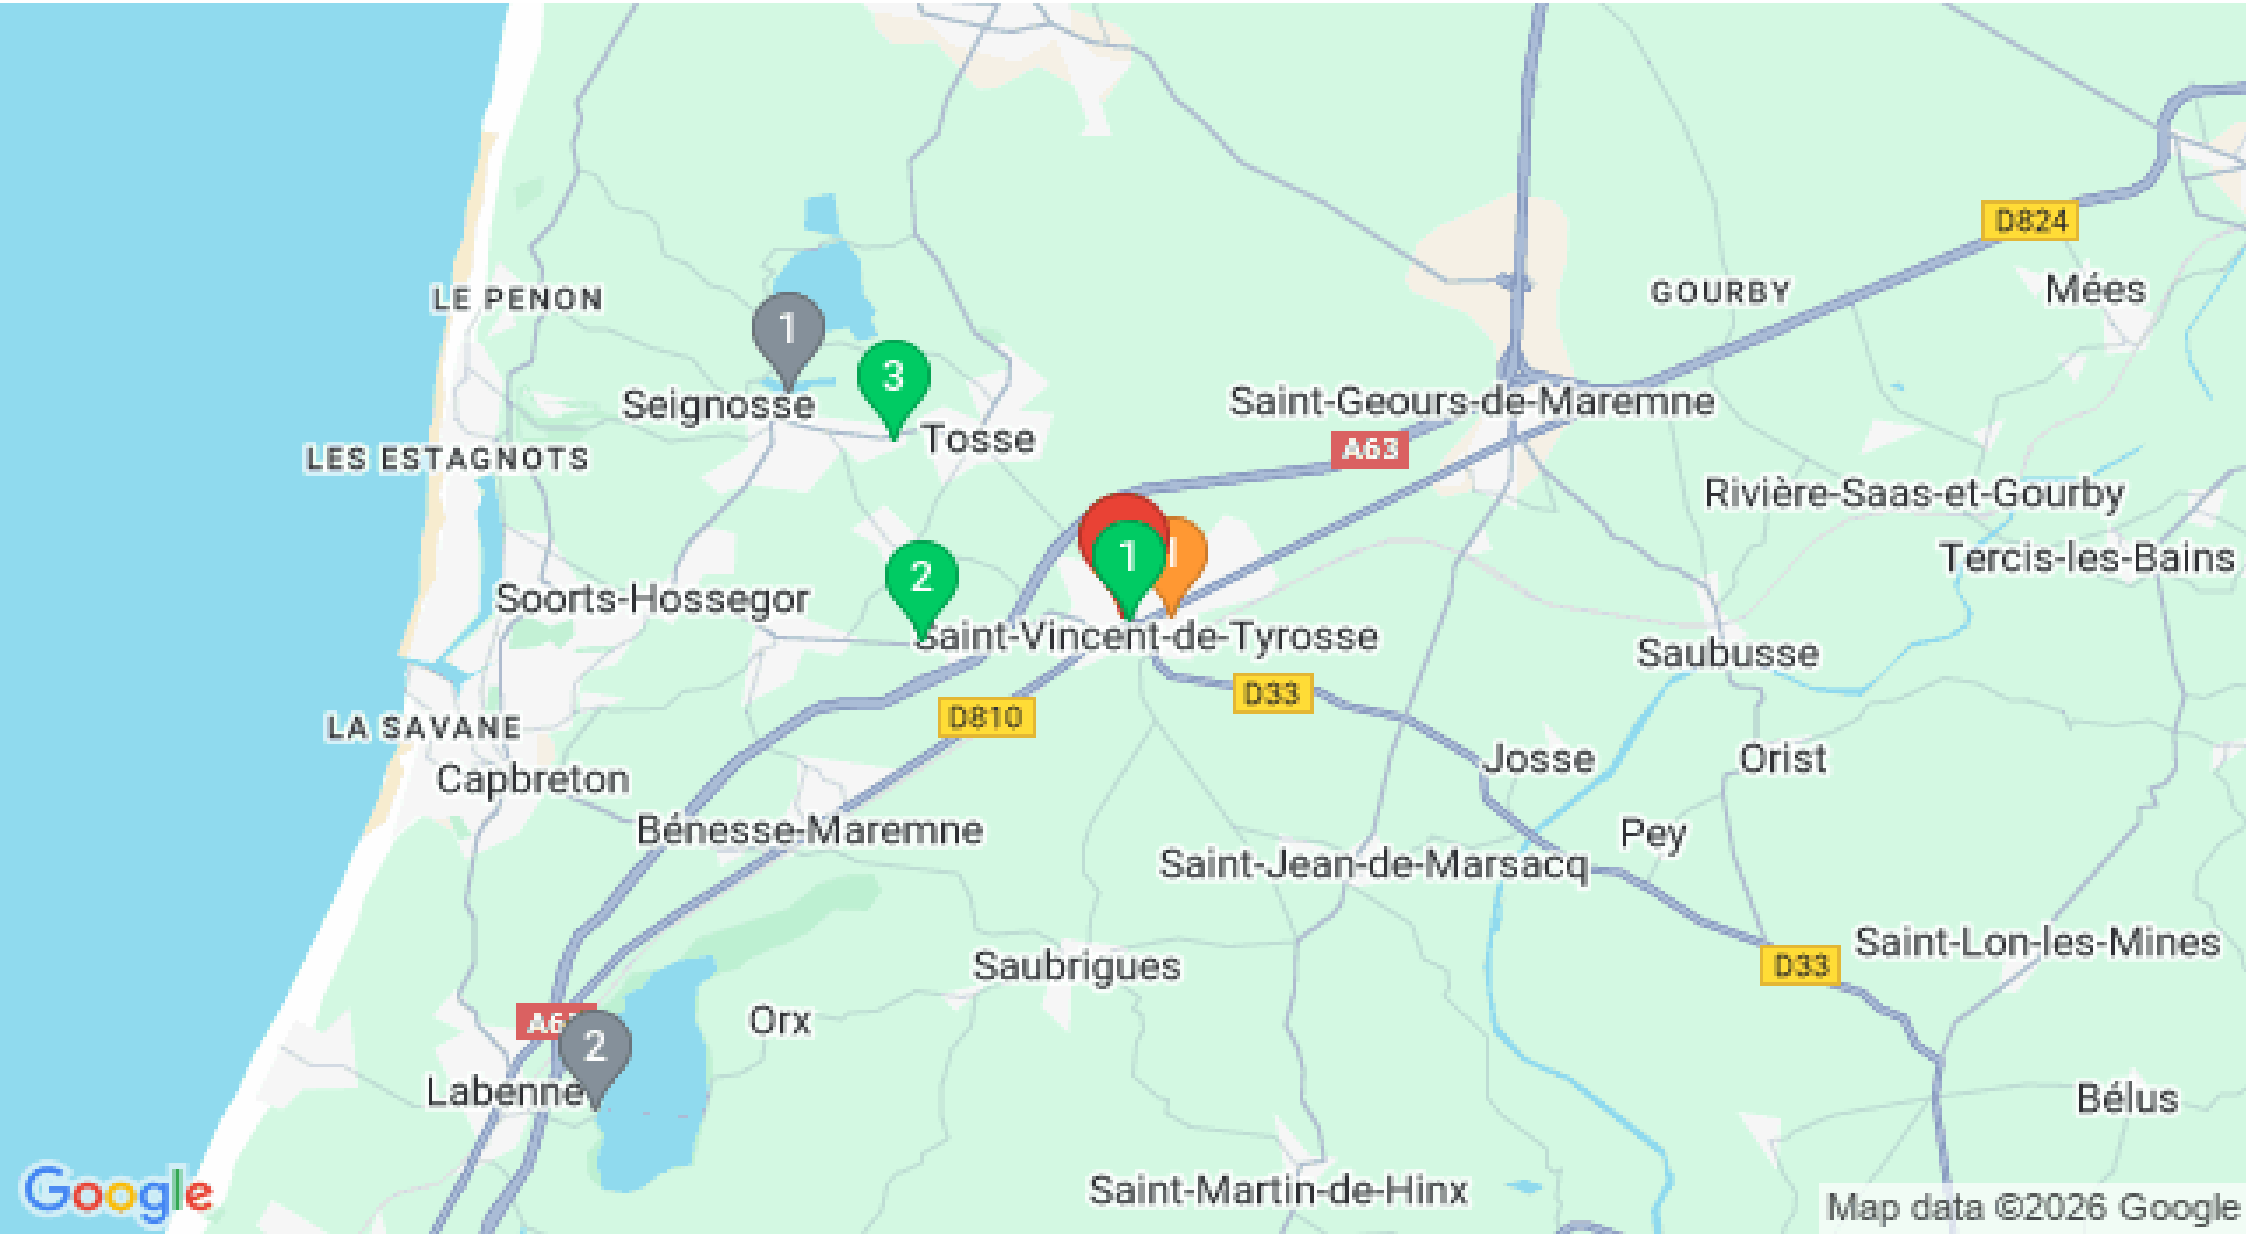 D824
LE PENON
GOURBY
Mées
1
3
Seignosse
Saint-Geours-de-Maremne
Tosse
A63
LES ESTAGNOTS
Rivière-Saas-et-Gourby
1
1
Tercis-les-Bains
2
Soorts-Hossegor
Saint-Vincent-de-Tyrosse
Saubusse
D33
D810
LA SAVANE
Josse
Orist
Capbreton
Bénesse-Maremne
Pey
Saint-Jean-de-Marsacq
Saint-Lon-les-Mines
Saubrigues
D33
Orx
A6
2
Labenne
Bélus
Saint-Martin-de-Hinx
Google
Map data ©2026 Google